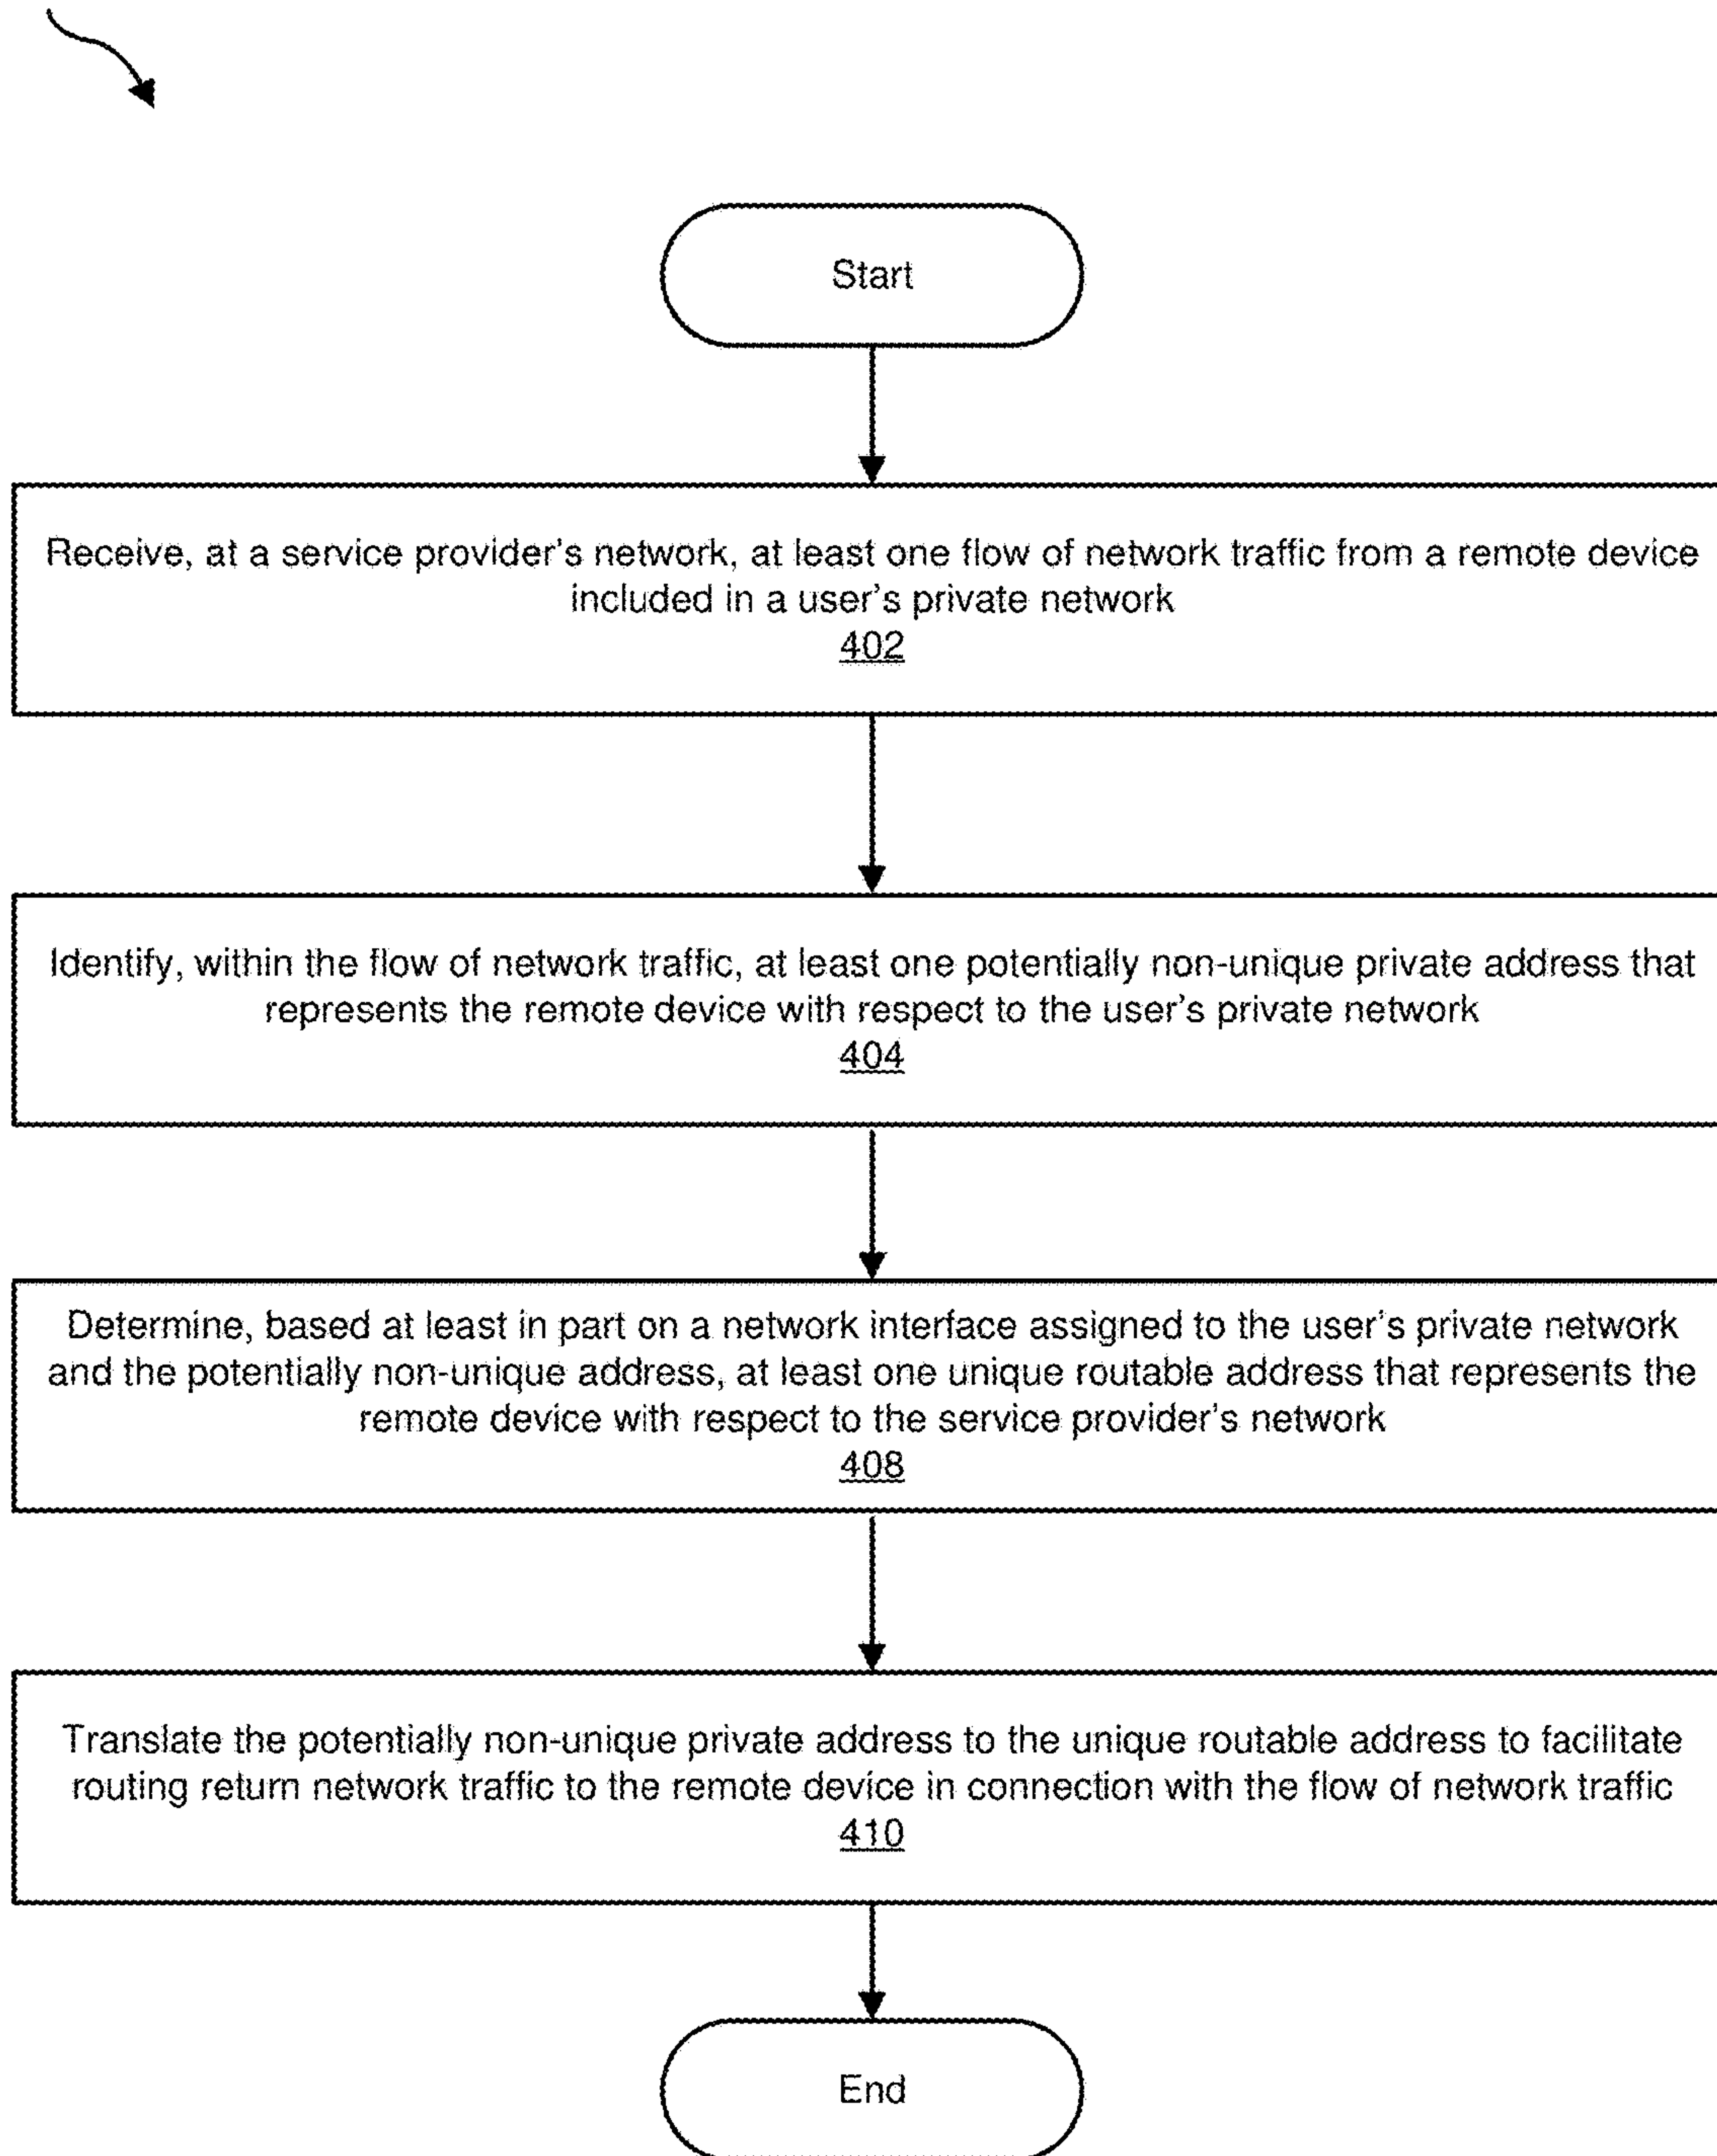 Start
Receive, at a service provider's network, at least one flow of network traffic from a remote device
included in a user's private network
402
Identify, within the flow of network traffic, at least one potentially non-unique private address that
represents the remote device with respect to the user's private network
404
Determine, based at least in part on a network interface assigned to the user's private network
and the potentially non-unique address, at least one unique routable address that represents the
remote device with respect to the service provider's network
408
Translate the potentially non-unique private address to the unique routable address to facilitate
routing return network traffic to the remote device in connection with the flow of network traffic
410
End